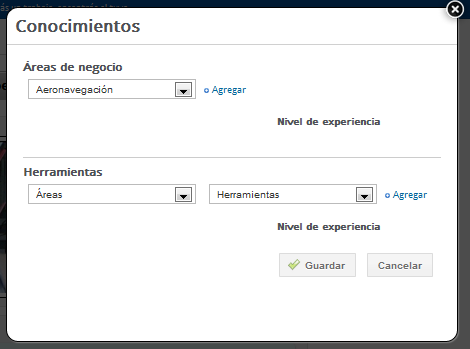 Conocimientos
Áreas de negocio
Aeronavegación Agregar
Nivel de experiencia
Herramientas
Áreas Herramientas Agregar
Nivel de experiencia
Guardar Cancelar